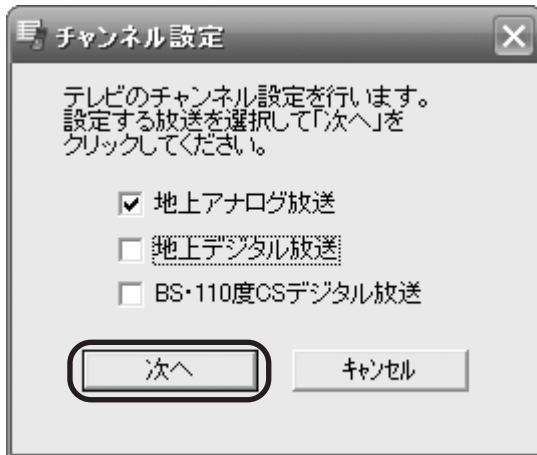 チャンネル設定
テレビのチャンネル設定を行います。
設定する放送を選択して「次へ」を
クリックしてください。
地上アナログ放送
地上デジタル放送
BS・110度CSデジタル放送
次へ キャンセル